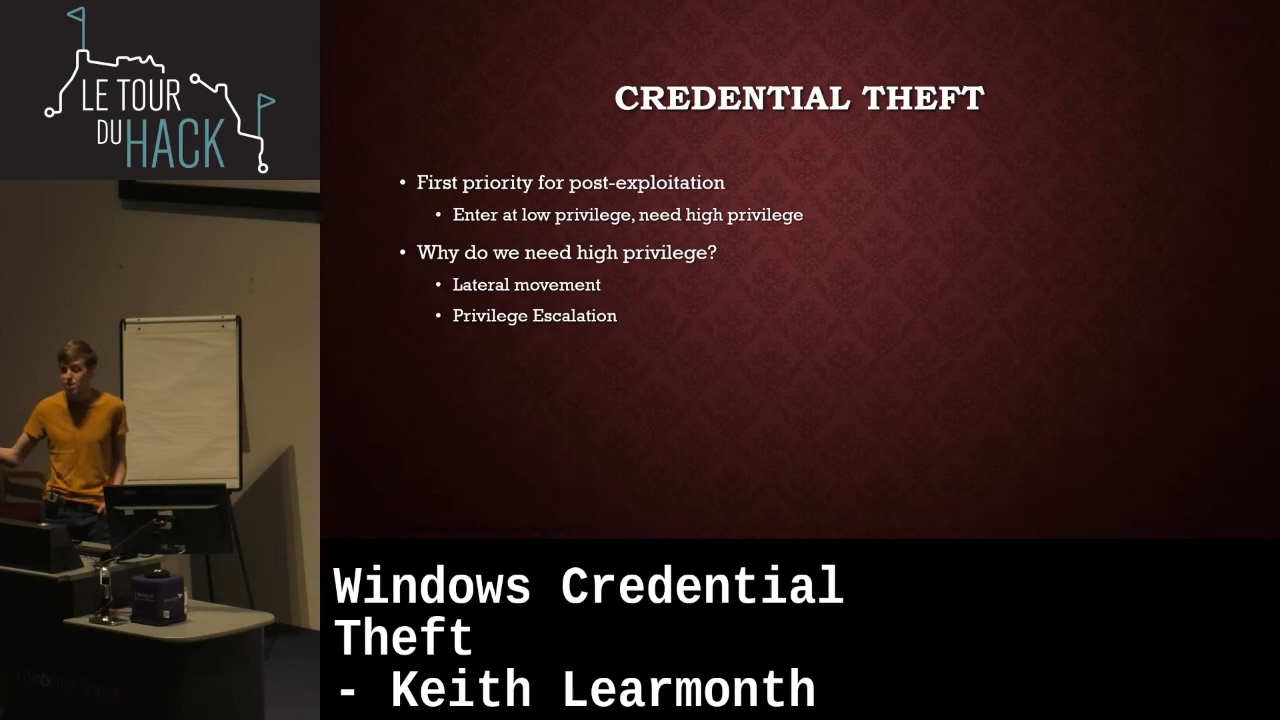 LE TOUR
DU HACK
CREDENTIAL THEFT
• First priority for post-exploitation
• Enter at low privilege, need high privilege
• Why do we need high privilege?
• Lateral movement
• Privilege Escalation
Windows Credential
Theft
- Keith Learmonth